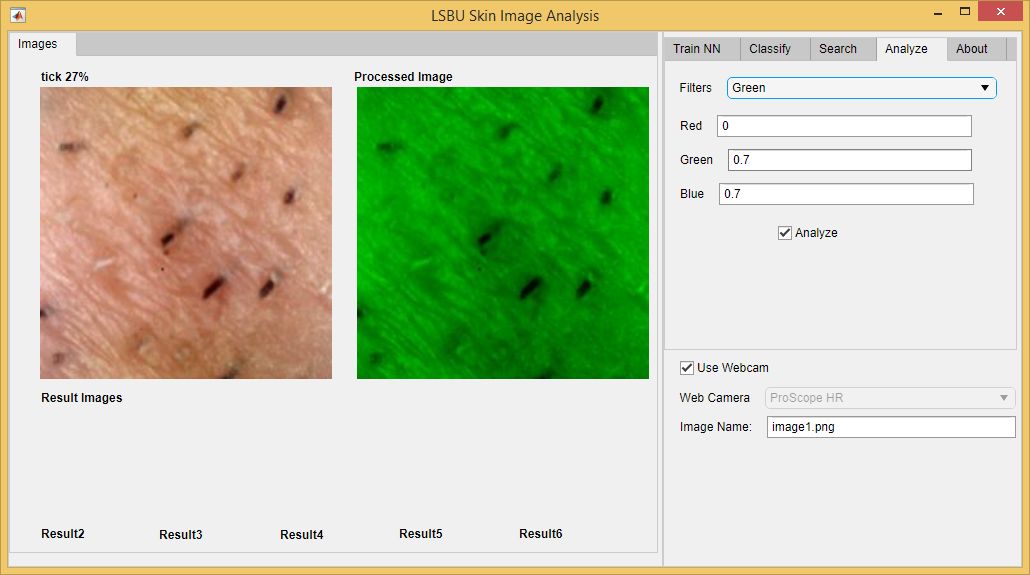 LSBU Skin Image Analysis
Images
tick 27%
Processed Image
Result Images
Result2
Result3
Result4
Result5
Result6
Train NN
Classify
Search
Analyze
About
Filters
Green
Red
0
Green
0.7
Blue
0.7
Analyze
Use Webcam
Web Camera
ProScope HR
Image Name:
image1.png